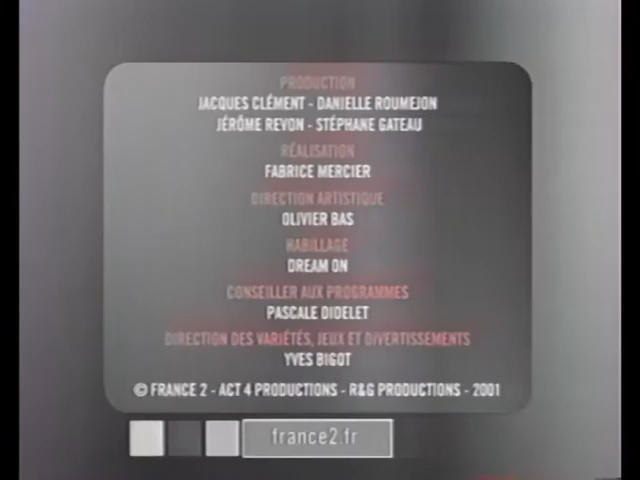 PRODUCTION
JACQUES CLÉMENT - DANIELLE ROUMEJON
JÉRÔME REVON - STÉPHANE GATEAU
RÉALISATION
FABRICE MERCIER
DIRECTION ARTISTIQUE
OLIVIER BAS
HABILLAGE
DREAM ON
CONSEILLER AUX PROGRAMMES
PASCALE DIDELET
DIRECTION DES VARIÉTÉS, JEUX ET DIVERTISSEMENTS
YVES BIGOT
© FRANCE 2 - ACT 4 PRODUCTIONS - R&G PRODUCTIONS - 2001
france2.fr